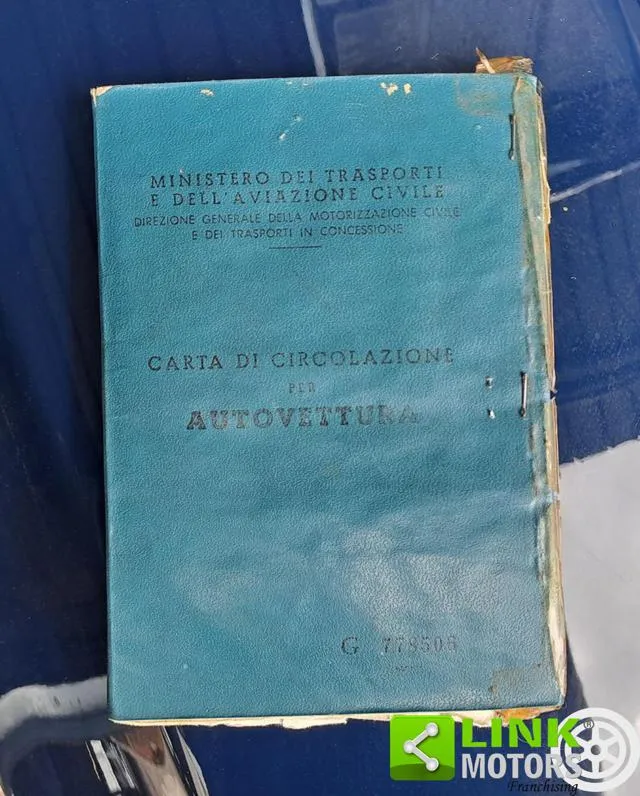 MINISTERO DEI TRASPORTI
E DELL'AVIAZIONE CIVILE
DIREZIONE GENERALE DELLA MOTORIZZAZIONE CIVILE
E DEI TRASPORTI IN CONCESSIONE
CARTA DI CIRCOLAZIONE
PER
AUTOVETTURA
G 778506
LINK
MOTORS®
Franchising